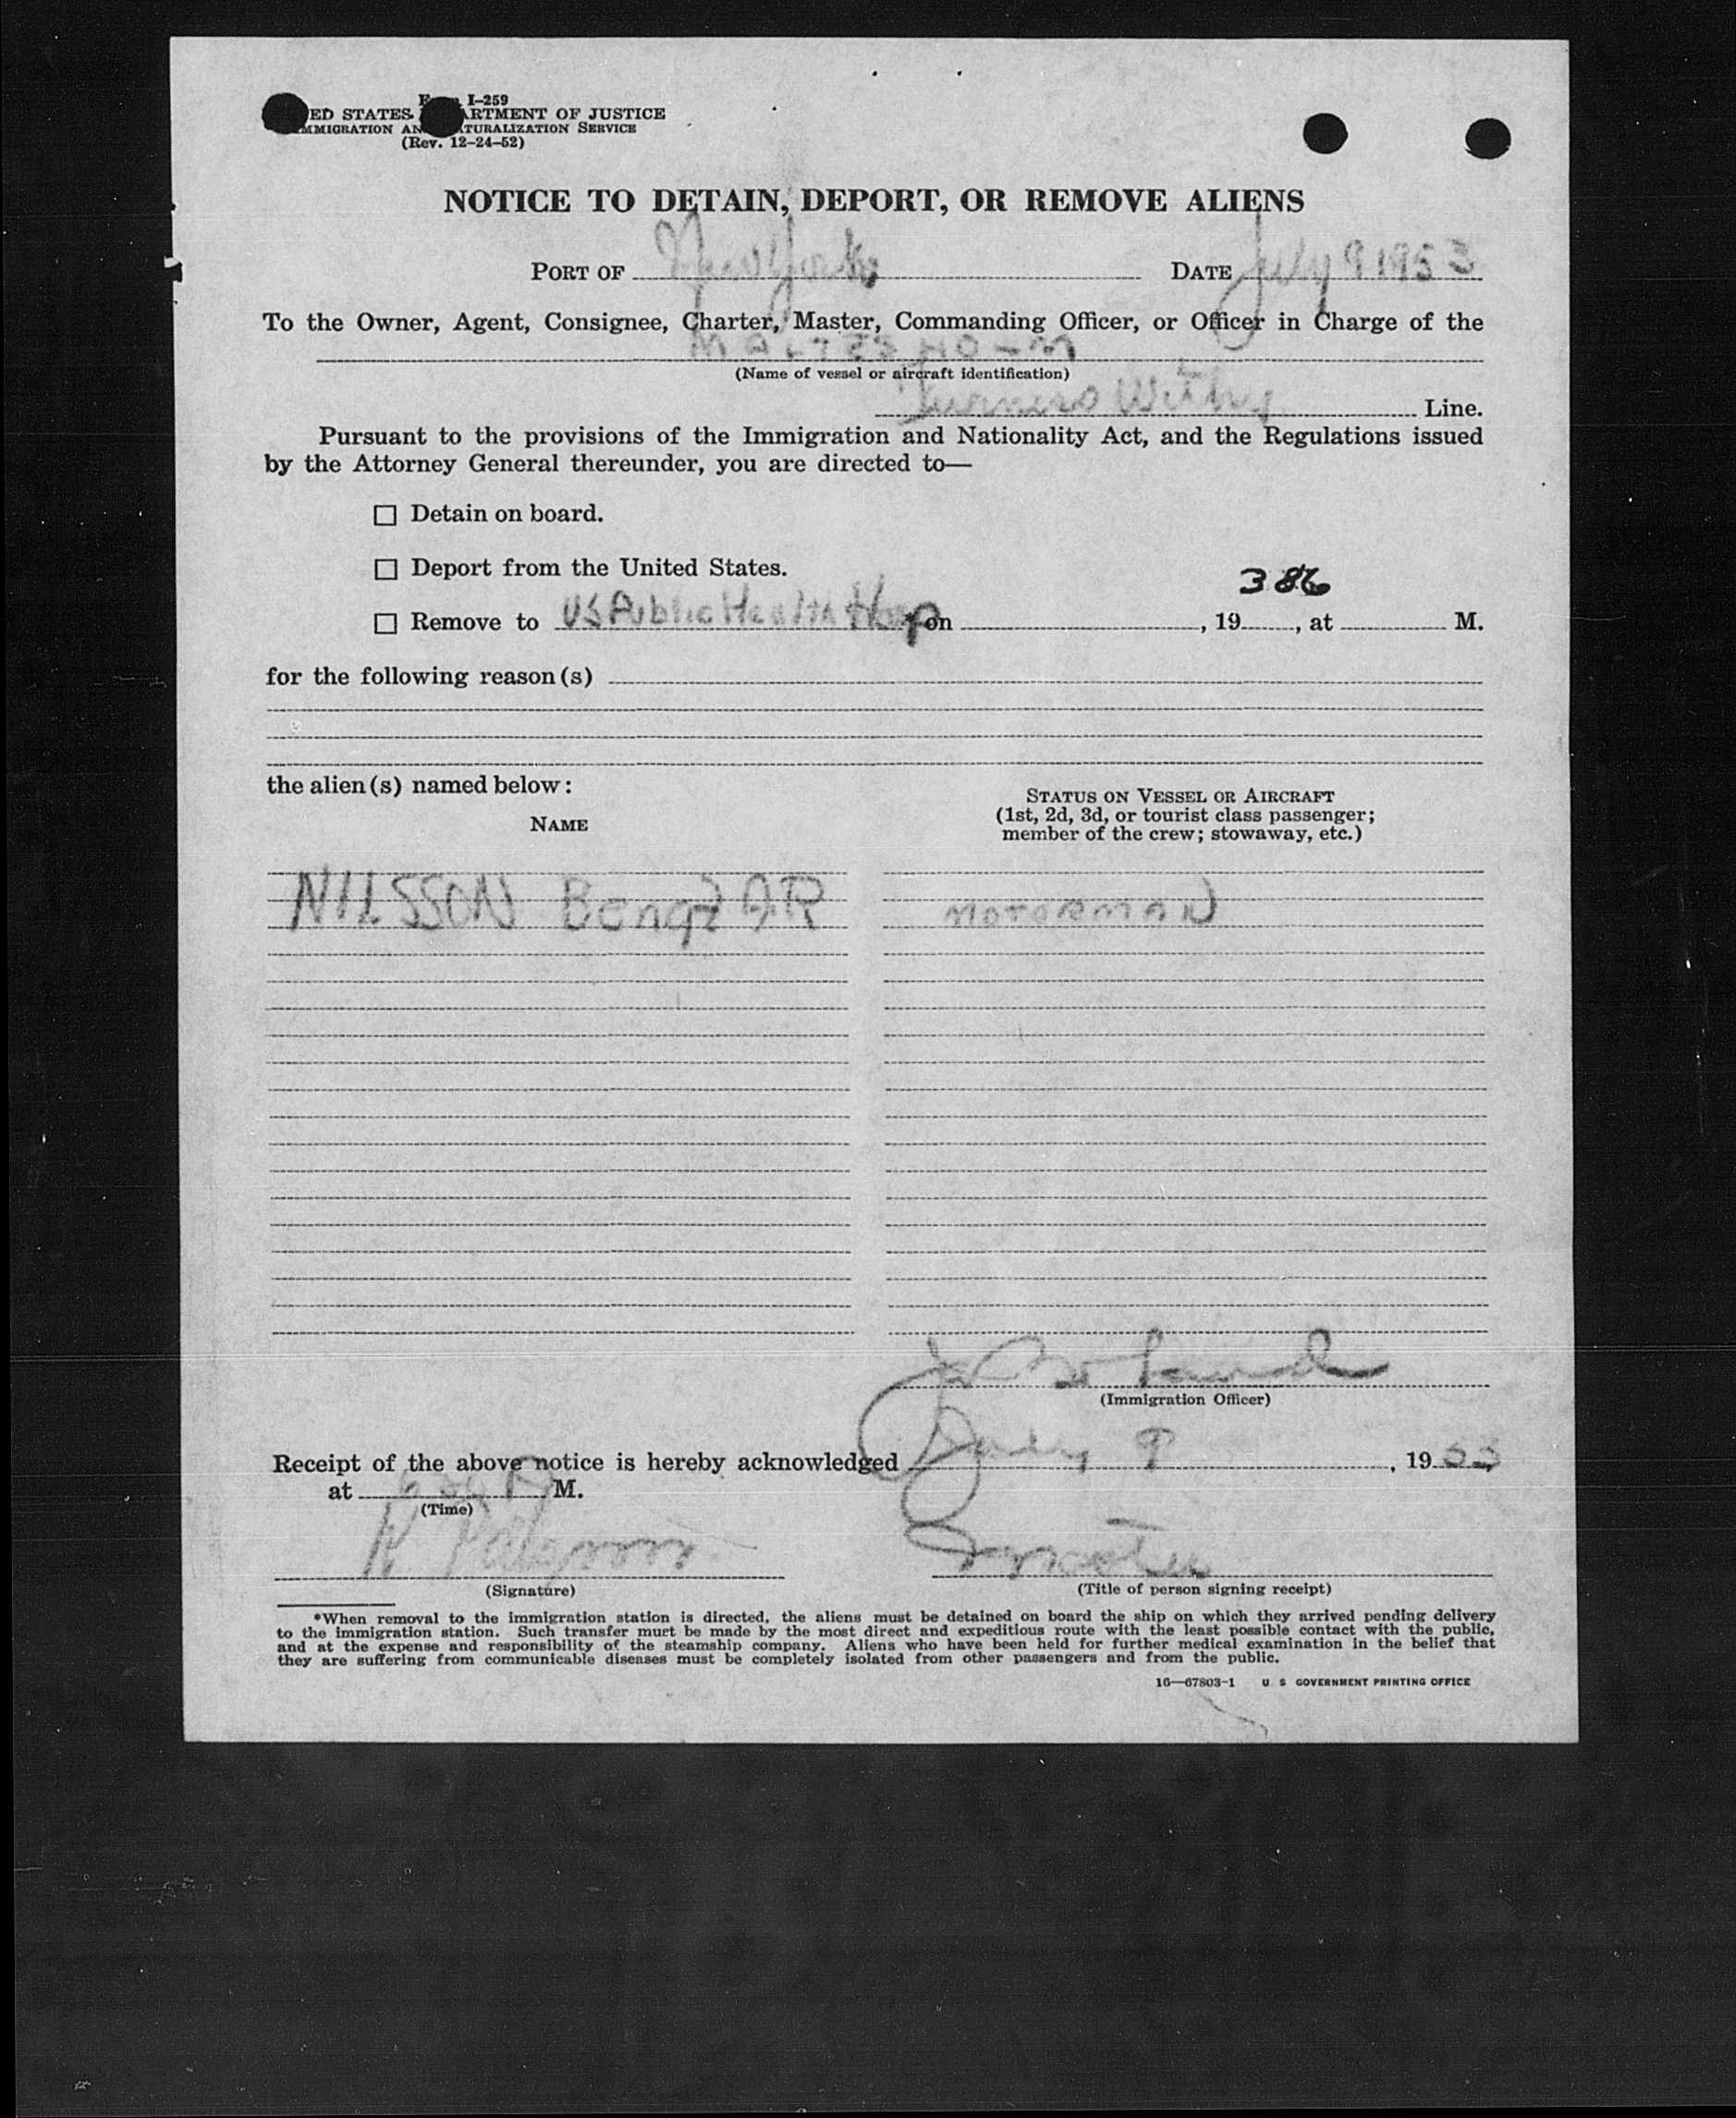 I-259
ED STATES ARTMENT OF JUSTICE
MMIGRATION AN TURALIZATION SERVICE
(Rev. 12-24-52)
NOTICE TO DETAIN, DEPORT, OR REMOVE ALIENS
PORT OF New York DATE July 9 1953
To the Owner, Agent, Consignee, Charter, Master, Commanding Officer, or Officer in Charge of the
(Name of vessel or aircraft identification)
Furness Withy Line.
Pursuant to the provisions of the Immigration and Nationality Act, and the Regulations issued
by the Attorney General thereunder, you are directed to—
☐ Detain on board.
☐ Deport from the United States.
386
☐ Remove to US Public Health Hosp on , 19 , at M.
for the following reason(s)
the alien(s) named below:
NAME
STATUS ON VESSEL OR AIRCRAFT
(1st, 2d, 3d, or tourist class passenger;
member of the crew; stowaway, etc.)
NILSSON Bengt A R MOTORMAN
(Immigration Officer)
Receipt of the above notice is hereby acknowledged July 9, 1953
at M.
(Time)
(Signature) (Title of person signing receipt)
*When removal to the immigration station is directed, the aliens must be detained on board the ship on which they arrived pending delivery
to the immigration station. Such transfer must be made by the most direct and expeditious route with the least possible contact with the public,
and at the expense and responsibility of the steamship company. Aliens who have been held for further medical examination in the belief that
they are suffering from communicable diseases must be completely isolated from other passengers and from the public.
16—67803-1 U S GOVERNMENT PRINTING OFFICE